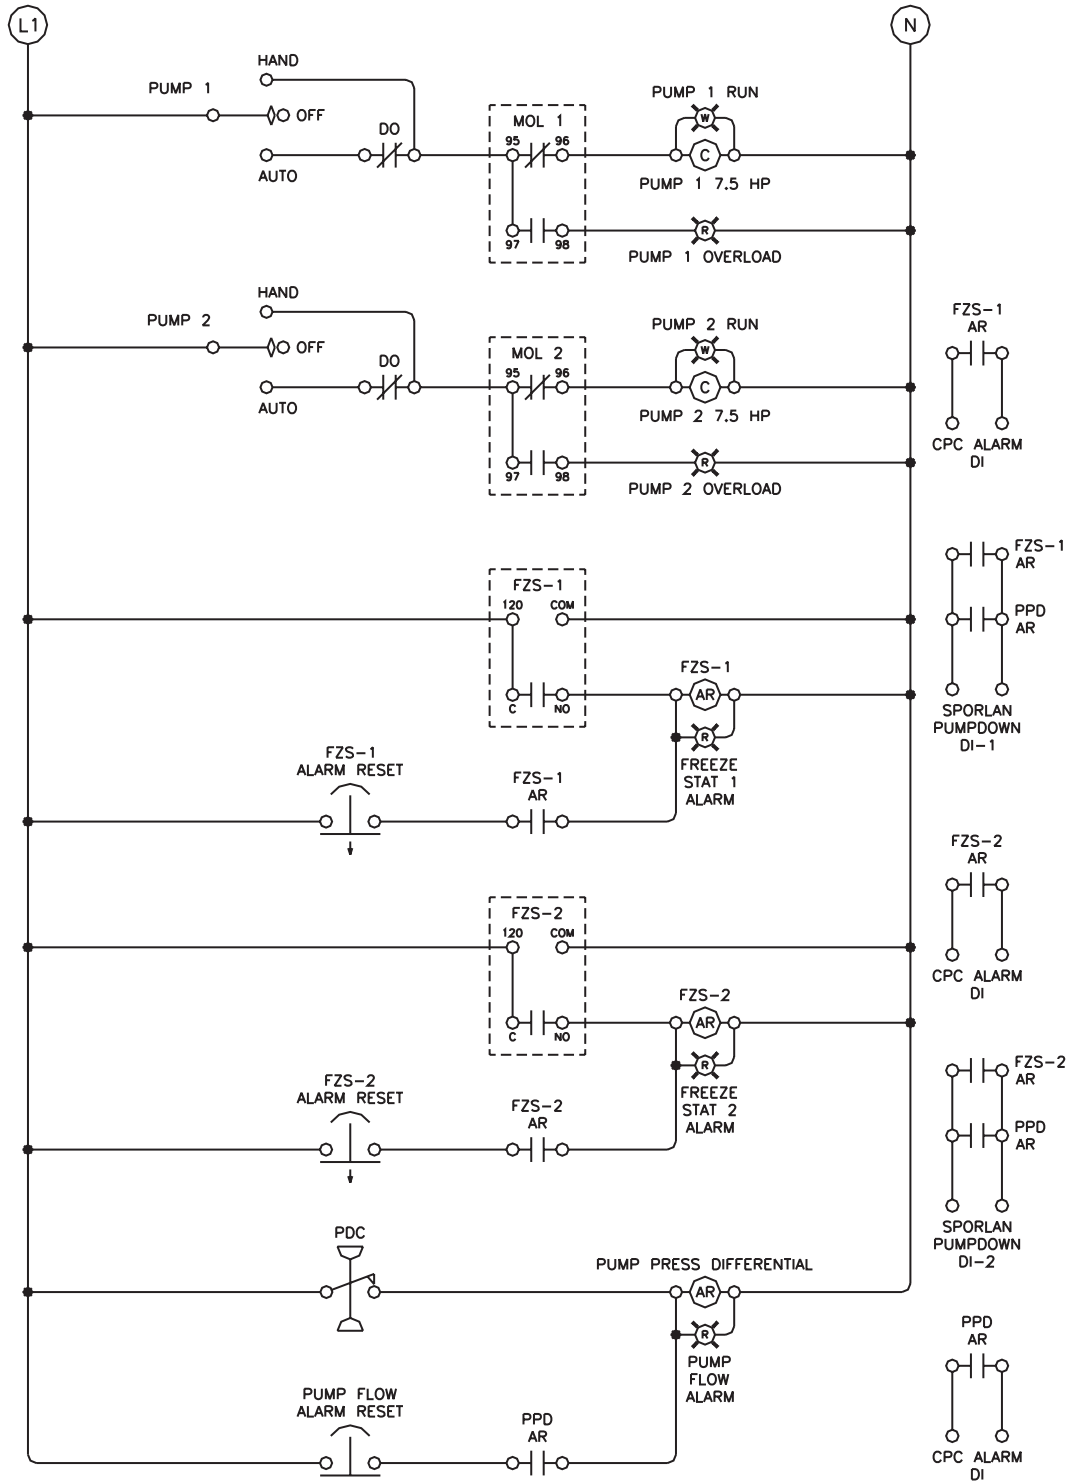 L1
N
HAND
PUMP 1
OFF
DO
AUTO
MOL 1
95 96
97 98
PUMP 1 RUN
W
C
PUMP 1 7.5 HP
R
PUMP 1 OVERLOAD
HAND
PUMP 2
OFF
DO
AUTO
MOL 2
95 96
97 98
PUMP 2 RUN
W
C
PUMP 2 7.5 HP
R
PUMP 2 OVERLOAD
FZS-1
AR
CPC ALARM
DI
FZS-1
120 COM
C NO
FZS-1
AR
R
FREEZE
STAT 1
ALARM
FZS-1
ALARM RESET
FZS-1
AR
FZS-1
AR
PPD
AR
SPORLAN
PUMPDOWN
DI-1
FZS-2
AR
CPC ALARM
DI
FZS-2
120 COM
C NO
FZS-2
AR
R
FREEZE
STAT 2
ALARM
FZS-2
ALARM RESET
FZS-2
AR
FZS-2
AR
PPD
AR
SPORLAN
PUMPDOWN
DI-2
PDC
PUMP PRESS DIFFERENTIAL
AR
R
PUMP
FLOW
ALARM
PUMP FLOW
ALARM RESET
PPD
AR
PPD
AR
CPC ALARM
DI